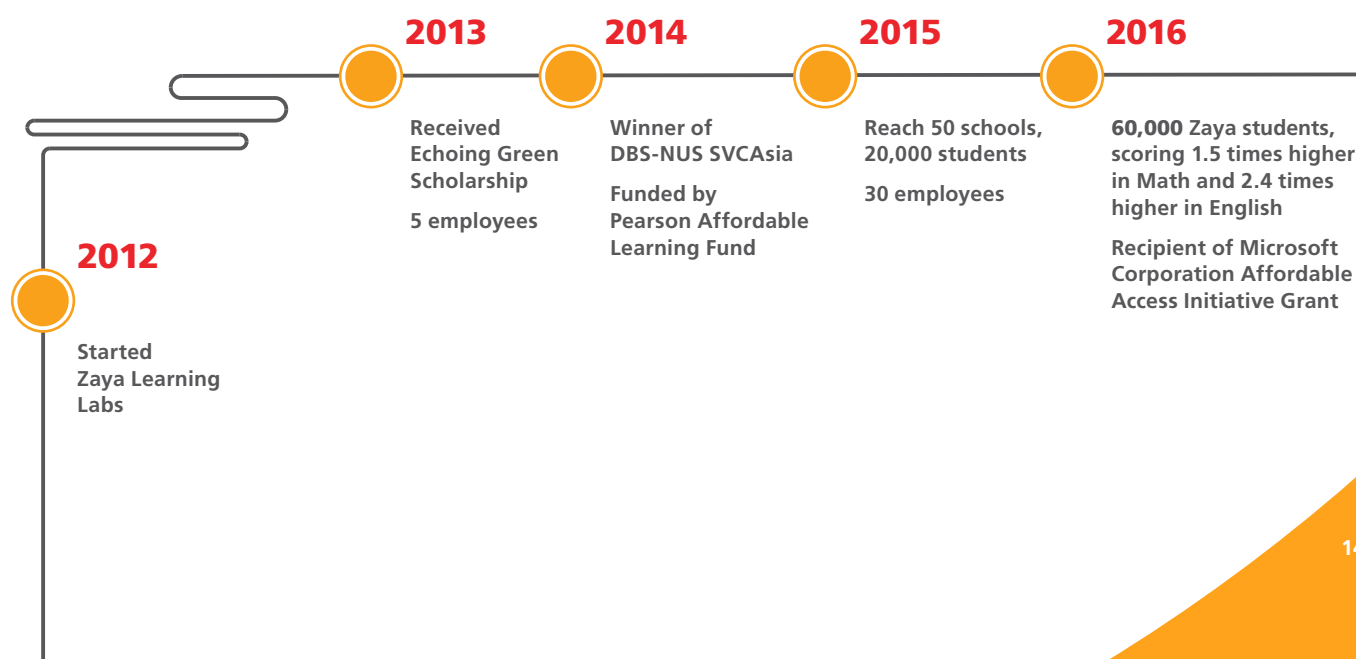 2012
Started
Zaya Learning
Labs
2013
Received
Echoing Green
Scholarship
5 employees
2014
Winner of
DBS-NUS SVCAsia
Funded by
Pearson Affordable
Learning Fund
2015
Reach 50 schools,
20,000 students
30 employees
2016
60,000 Zaya students,
scoring 1.5 times higher
in Math and 2.4 times
higher in English
Recipient of Microsoft
Corporation Affordable
Access Initiative Grant